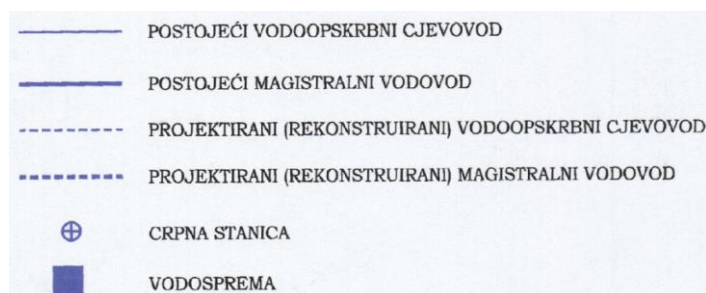 POSTOJEĆI VODOOPSKRBNI CJEVOVOD
POSTOJEĆI MAGISTRALNI VODOVOD
PROJEKTIRANI (REKONSTRUIRANI) VODOOPSKRBNI CJEVOVOD
PROJEKTIRANI (REKONSTRUIRANI) MAGISTRALNI VODOVOD
CRPNA STANICA
VODOSPREMA